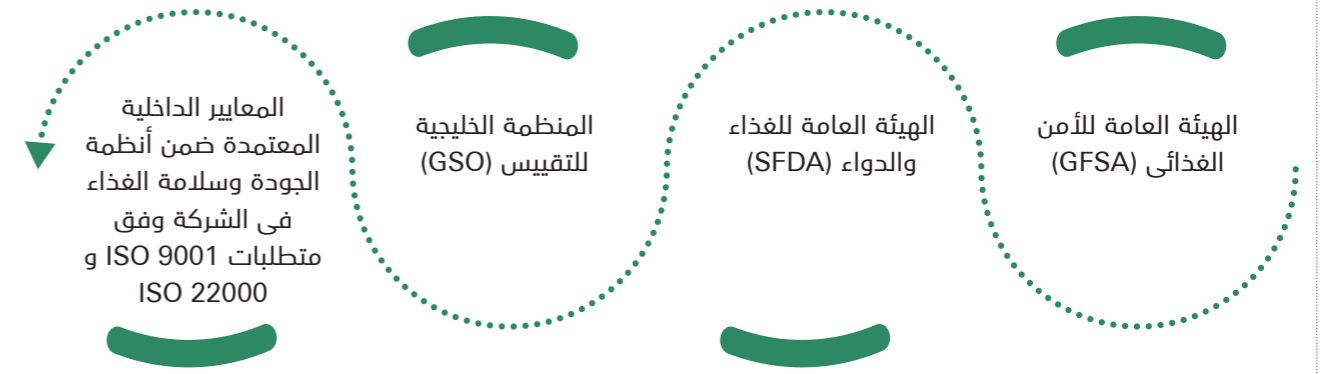 الهيئة العامة للأمن
الغذائى (GFSA)
الهيئة العامة للغذاء
والدواء (SFDA)
المنظمة الخليجية
للتقييس (GSO)
المعايير الداخلية
المعتمدة ضمن أنظمة
الجودة وسلامة الغذاء
فى الشركة وفق
متطلبات ISO 9001 و
ISO 22000